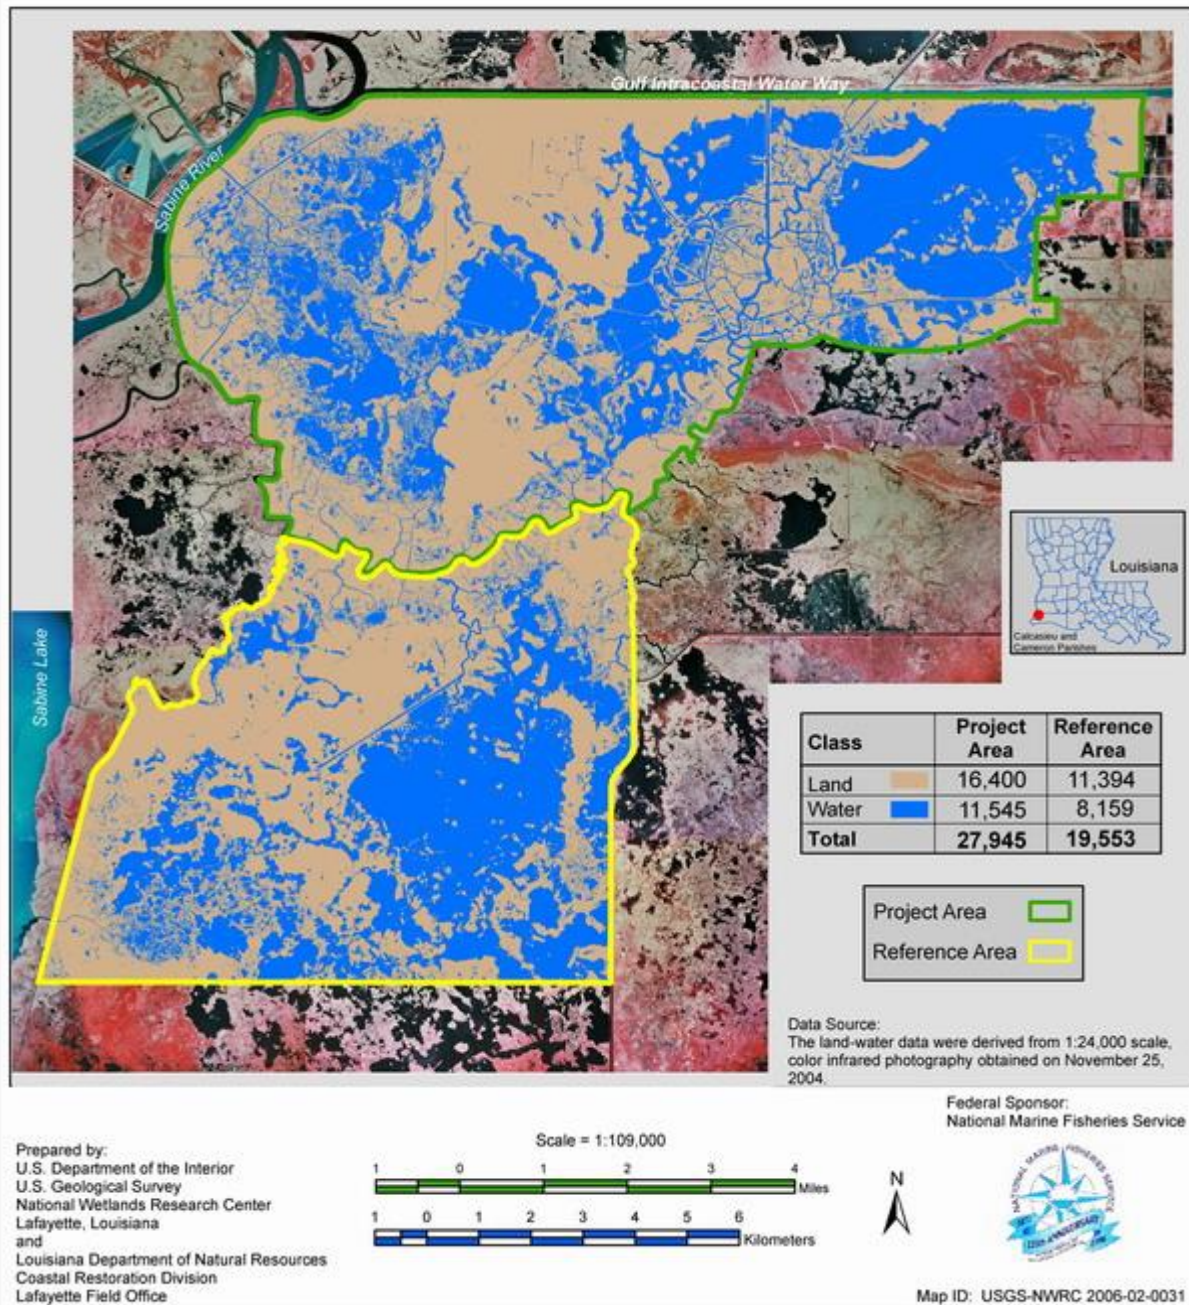 Gulf Intracoastal Water Way
Sabine River
Sabine Lake
Louisiana
Calcasieu and
Cameron Parishes
Class Project Area Reference Area
Land 16,400 11,394
Water 11,545 8,159
Total 27,945 19,553
Project Area
Reference Area
Data Source:
The land-water data were derived from 1:24,000 scale,
color infrared photography obtained on November 25,
2004.
Federal Sponsor:
National Marine Fisheries Service
NATIONAL MARINE FISHERIES SERVICE
125th ANNIVERSARY
Prepared by:
U.S. Department of the Interior
U.S. Geological Survey
National Wetlands Research Center
Lafayette, Louisiana
and
Louisiana Department of Natural Resources
Coastal Restoration Division
Lafayette Field Office
Scale = 1:109,000
1 0 1 2 3 4
Miles
1 0 1 2 3 4 5 6
Kilometers
N
Map ID: USGS-NWRC 2006-02-0031